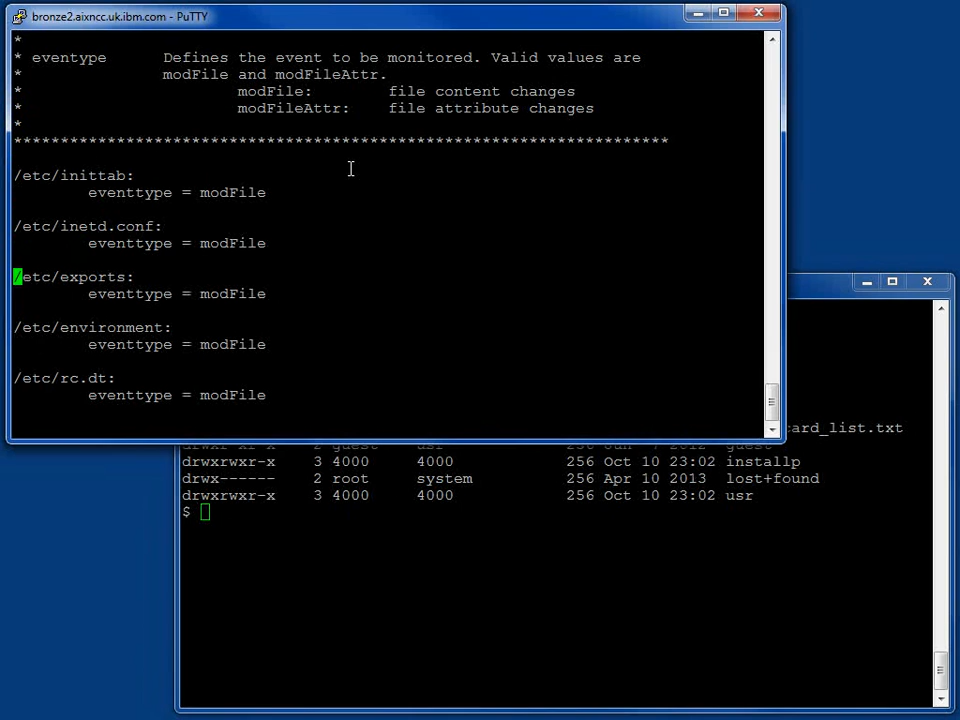 bronze2.aixncc.uk.ibm.com - PuTTY
*
* eventype      Defines the event to be monitored. Valid values are
*               modFile and modFileAttr.
*                       modFile:        file content changes
*                       modFileAttr:    file attribute changes
*
**********************************************************************
/etc/inittab:
        eventtype = modFile
/etc/inetd.conf:
        eventtype = modFile
/etc/exports:
        eventtype = modFile
/etc/environment:
        eventtype = modFile
/etc/rc.dt:
        eventtype = modFile
card_list.txt
drwxrwxr-x    3 4000     4000            256 Oct 10 23:02 installp
drwx------    2 root     system          256 Apr 10 2013  lost+found
drwxrwxr-x    3 4000     4000            256 Oct 10 23:02 usr
$